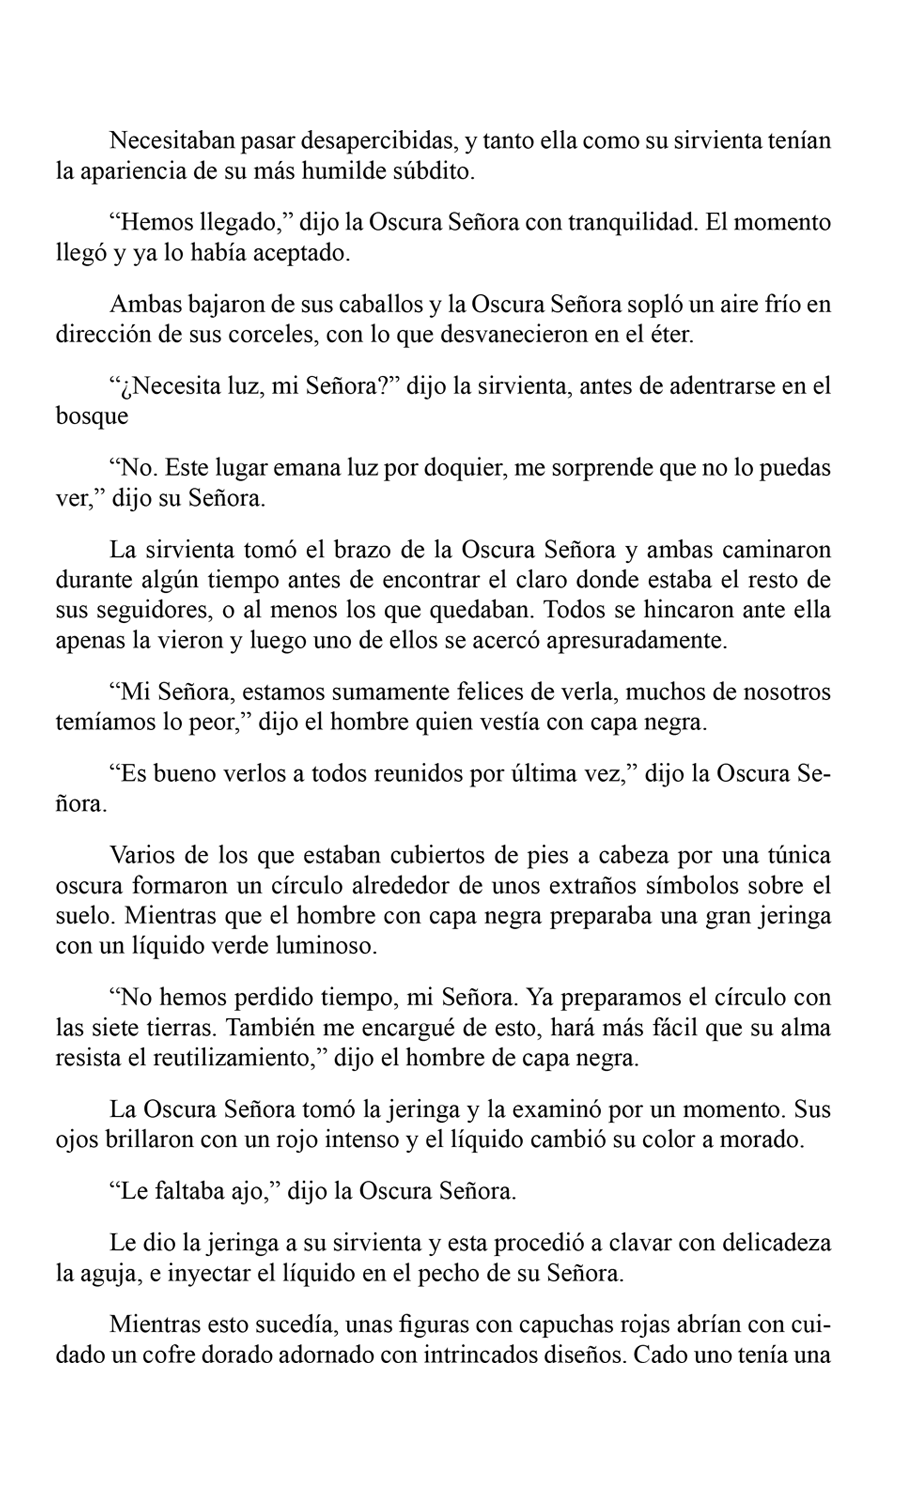 Necesitaban pasar desapercibidas, y tanto ella como su sirvienta tenían
la apariencia de su más humilde súbdito.
“Hemos llegado,” dijo la Oscura Señora con tranquilidad. El momento
llegó y ya lo había aceptado.
Ambas bajaron de sus caballos y la Oscura Señora sopló un aire frío en
dirección de sus corceles, con lo que desvanecieron en el éter.
“¿Necesita luz, mi Señora?” dijo la sirvienta, antes de adentrarse en el
bosque
“No. Este lugar emana luz por doquier, me sorprende que no lo puedas
ver,” dijo su Señora.
La sirvienta tomó el brazo de la Oscura Señora y ambas caminaron
durante algún tiempo antes de encontrar el claro donde estaba el resto de
sus seguidores, o al menos los que quedaban. Todos se hincaron ante ella
apenas la vieron y luego uno de ellos se acercó apresuradamente.
“Mi Señora, estamos sumamente felices de verla, muchos de nosotros
temíamos lo peor,” dijo el hombre quien vestía con capa negra.
“Es bueno verlos a todos reunidos por última vez,” dijo la Oscura Se-
ñora.
Varios de los que estaban cubiertos de pies a cabeza por una túnica
oscura formaron un círculo alrededor de unos extraños símbolos sobre el
suelo. Mientras que el hombre con capa negra preparaba una gran jeringa
con un líquido verde luminoso.
“No hemos perdido tiempo, mi Señora. Ya preparamos el círculo con
las siete tierras. También me encargué de esto, hará más fácil que su alma
resista el reutilizamiento,” dijo el hombre de capa negra.
La Oscura Señora tomó la jeringa y la examinó por un momento. Sus
ojos brillaron con un rojo intenso y el líquido cambió su color a morado.
“Le faltaba ajo,” dijo la Oscura Señora.
Le dio la jeringa a su sirvienta y esta procedió a clavar con delicadeza
la aguja, e inyectar el líquido en el pecho de su Señora.
Mientras esto sucedía, unas figuras con capuchas rojas abrían con cui-
dado un cofre dorado adornado con intrincados diseños. Cado uno tenía una